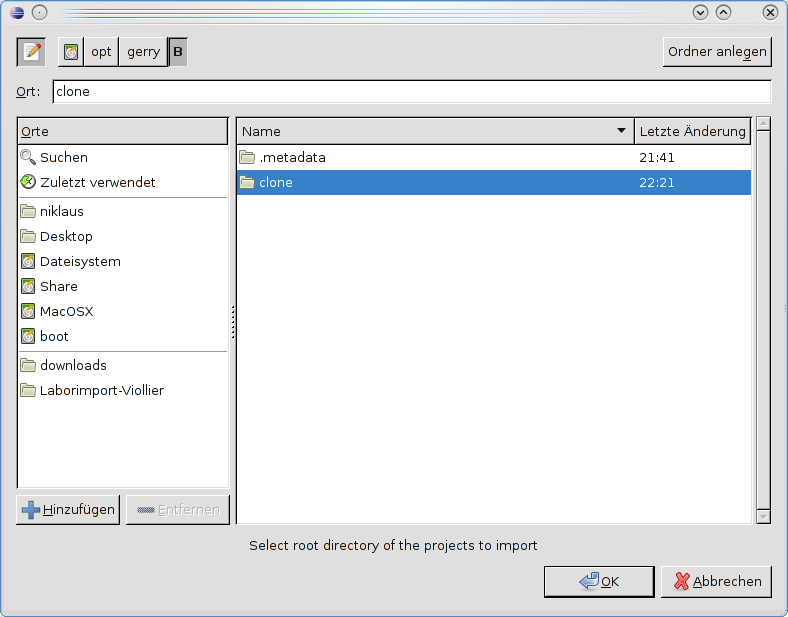 opt gerry B Ordner anlegen
Ort: clone
Orte
Suchen
Zuletzt verwendet
niklaus
Desktop
Dateisystem
Share
MacOSX
boot
downloads
Laborimport-Viollier
Hinzufügen Entfernen
Name Letzte Änderung
.metadata 21:41
clone 22:21
Select root directory of the projects to import
OK Abbrechen